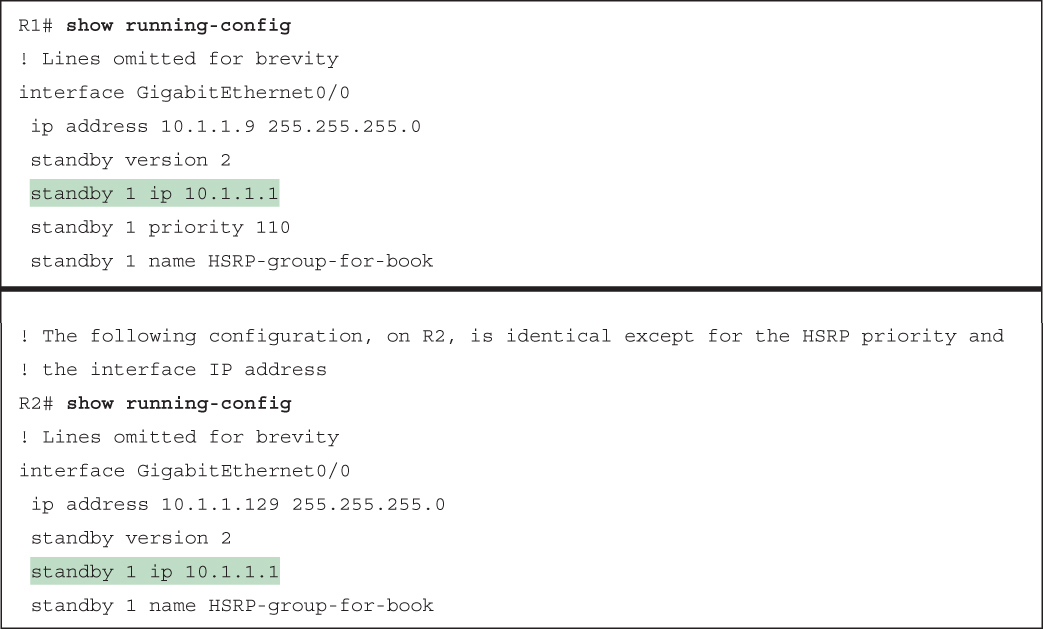 R1# show running-config
! Lines omitted for brevity
interface GigabitEthernet0/0
 ip address 10.1.1.9 255.255.255.0
 standby version 2
 standby 1 ip 10.1.1.1
 standby 1 priority 110
 standby 1 name HSRP-group-for-book
! The following configuration, on R2, is identical except for the HSRP priority and
! the interface IP address
R2# show running-config
! Lines omitted for brevity
interface GigabitEthernet0/0
 ip address 10.1.1.129 255.255.255.0
 standby version 2
 standby 1 ip 10.1.1.1
 standby 1 name HSRP-group-for-book